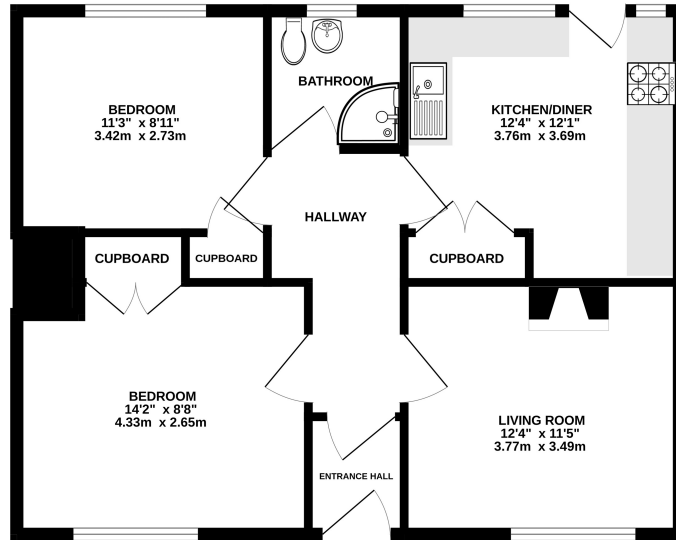 BEDROOM
11'3" x 8'11"
3.42m x 2.73m
BATHROOM
KITCHEN/DINER
12'4" x 12'1"
3.76m x 3.69m
HALLWAY
CUPBOARD
CUPBOARD
CUPBOARD
BEDROOM
14'2" x 8'8"
4.33m x 2.65m
LIVING ROOM
12'4" x 11'5"
3.77m x 3.49m
ENTRANCE HALL